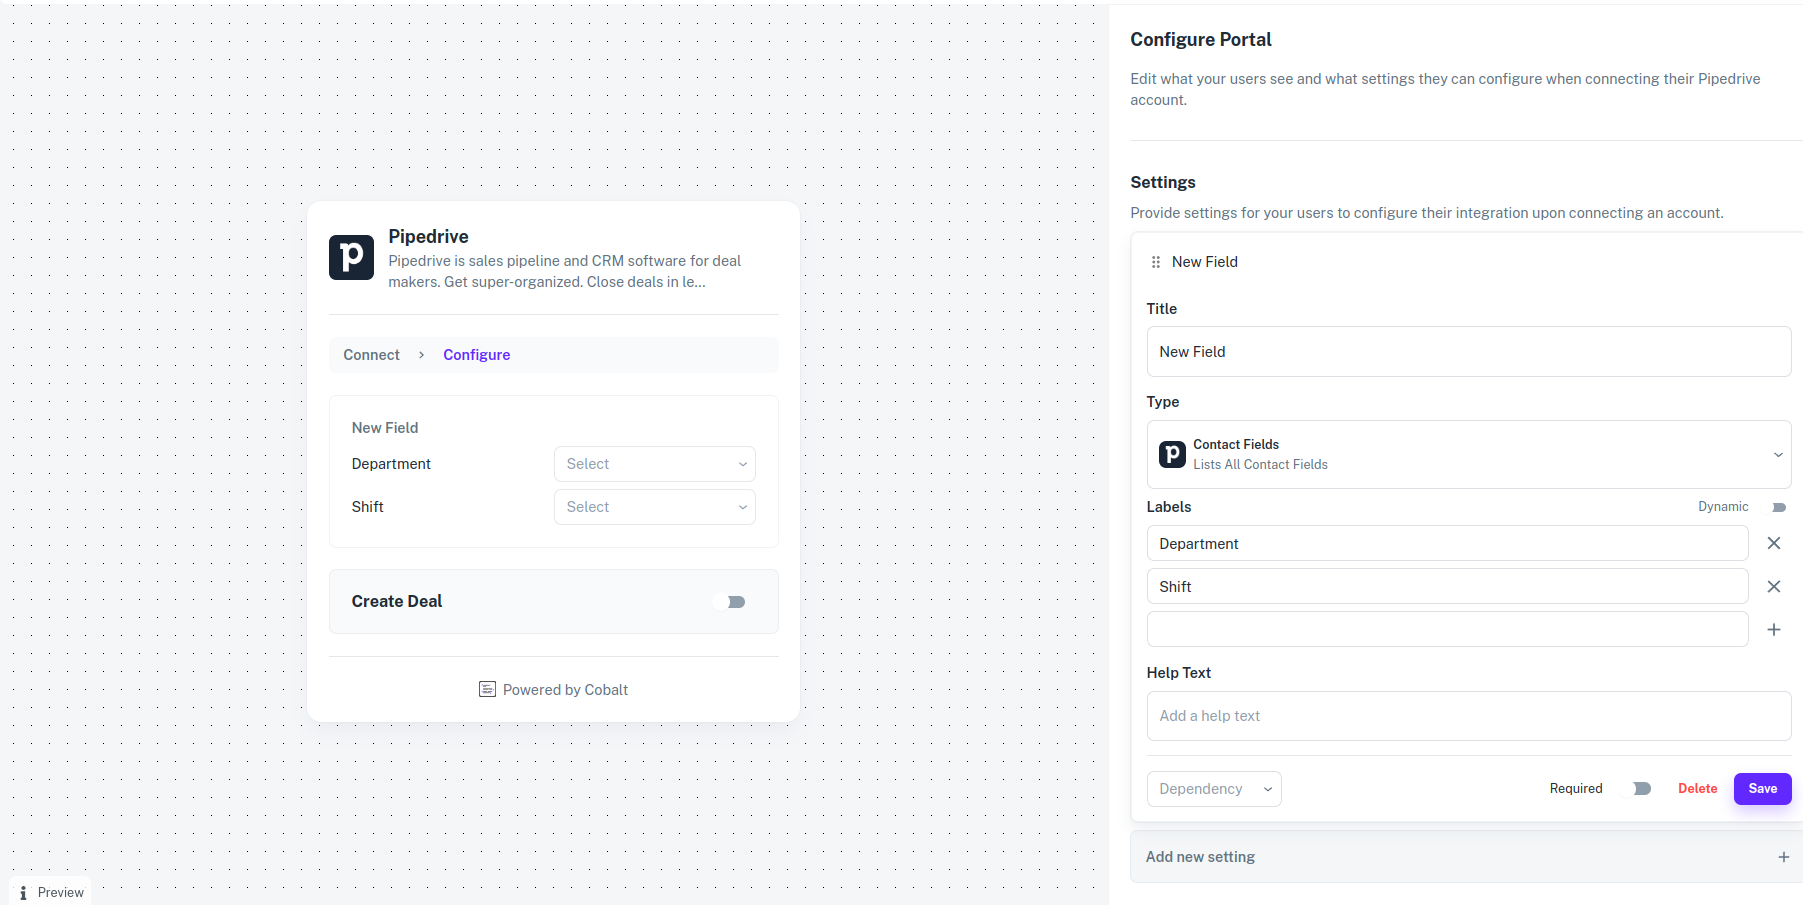 Pipedrive
Pipedrive is sales pipeline and CRM software for deal
makers. Get super-organized. Close deals in le...
Connect
Configure
New Field
Department
Select
Shift
Select
Create Deal
Powered by Cobalt
Preview
Configure Portal
Edit what your users see and what settings they can configure when connecting their Pipedrive
account.
Settings
Provide settings for your users to configure their integration upon connecting an account.
New Field
Title
New Field
Type
Contact Fields
Lists All Contact Fields
Labels
Dynamic
Department
Shift
Help Text
Add a help text
Dependency
Required
Delete
Save
Add new setting